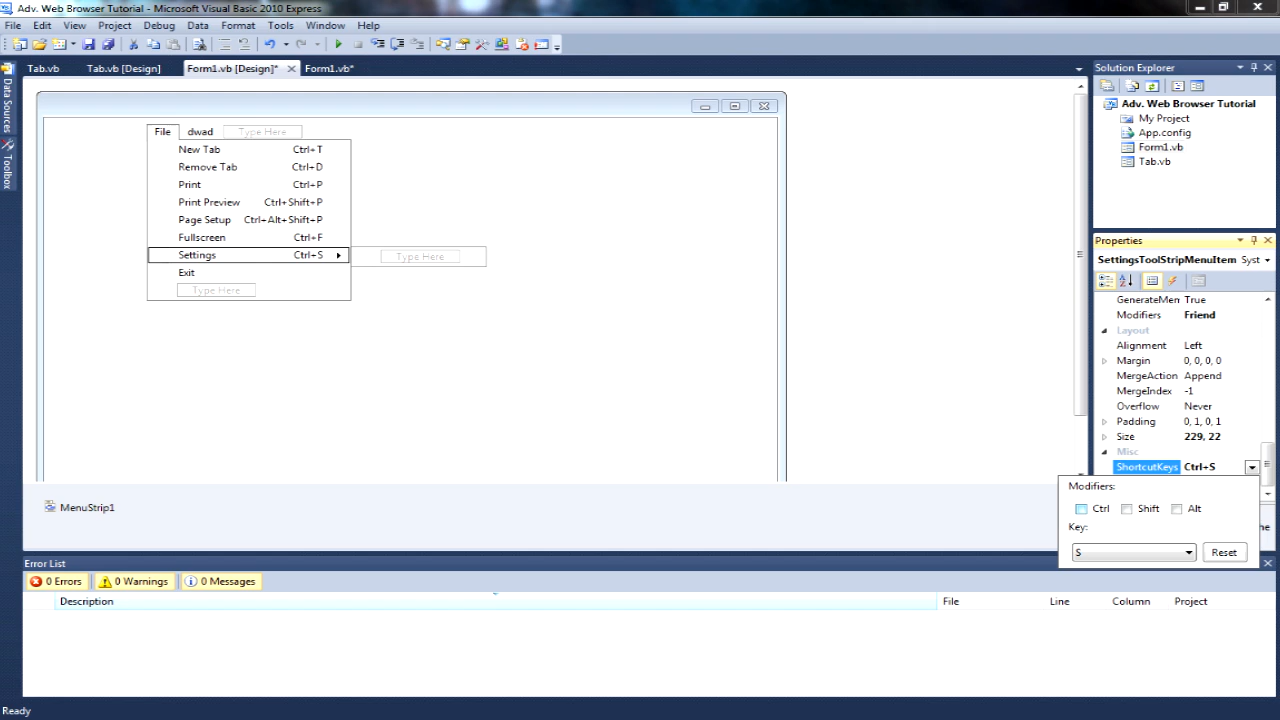 Adv. Web Browser Tutorial - Microsoft Visual Basic 2010 Express
File Edit View Project Debug Data Format Tools Window Help
Tab.vb Tab.vb [Design] Form1.vb [Design]* Form1.vb*
Data Sources
Toolbox
File dwad Type Here
New Tab Ctrl+T
Remove Tab Ctrl+D
Print Ctrl+P
Print Preview Ctrl+Shift+P
Page Setup Ctrl+Alt+Shift+P
Fullscreen Ctrl+F
Settings Ctrl+S Type Here
Exit
Type Here
MenuStrip1
Solution Explorer
Adv. Web Browser Tutorial
My Project
App.config
Form1.vb
Tab.vb
Properties
SettingsToolStripMenuItem Syst
GenerateMen True
Modifiers Friend
Layout
Alignment Left
Margin 0, 0, 0, 0
MergeAction Append
MergeIndex -1
Overflow Never
Padding 0, 1, 0, 1
Size 229, 22
Misc
ShortcutKeys Ctrl+S
Modifiers:
Ctrl Shift Alt
he
Key:
S Reset
Error List
0 Errors 0 Warnings 0 Messages
Description File Line Column Project
Ready